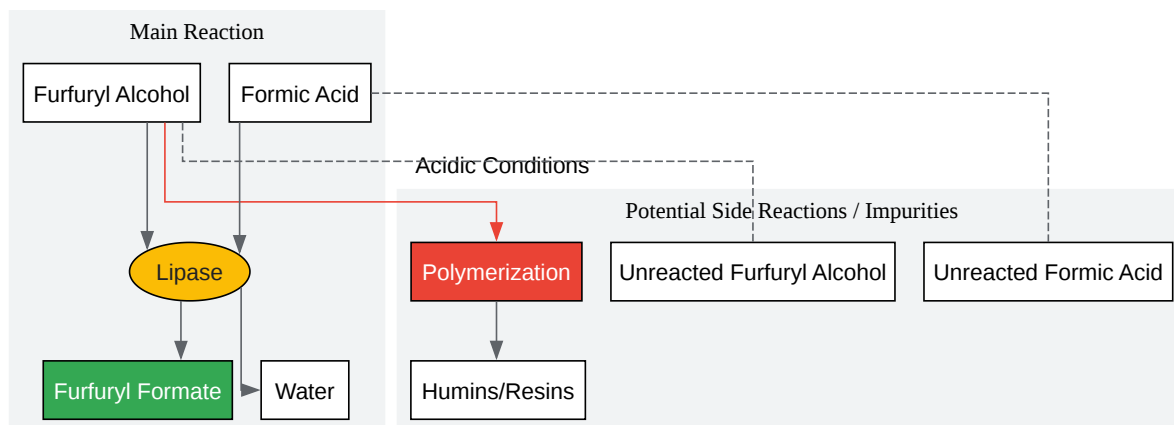 Main Reaction
Furfuryl Alcohol
Formic Acid
Acidic Conditions
Potential Side Reactions / Impurities
Lipase
Polymerization
Unreacted Furfuryl Alcohol
Unreacted Formic Acid
Furfuryl Formate
Water
Humins/Resins